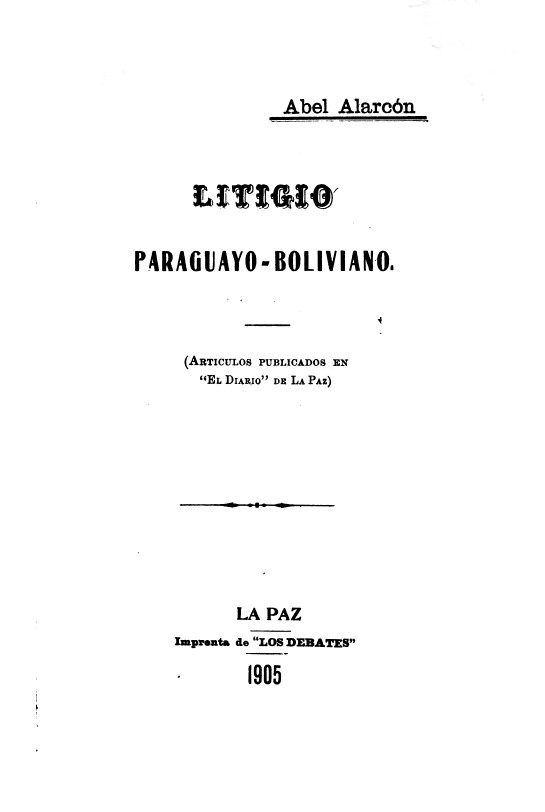 Abel Alarcón
LITIGIO
PARAGUAYO-BOLIVIANO.
(ARTICULOS PUBLICADOS EN
“EL DIARIO” DE LA PAZ)
LA PAZ
Imprenta de “LOS DEBATES”
1905